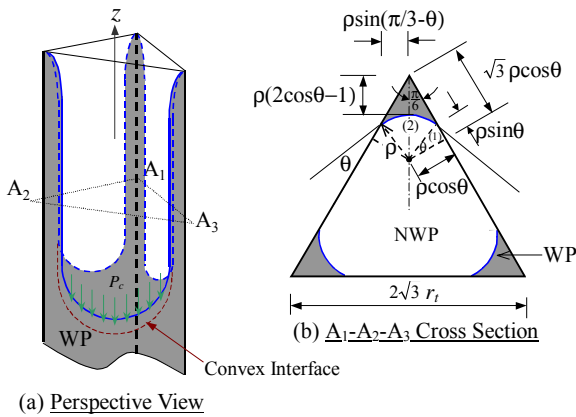 z
A₁
A₂
A₃
P_c
WP
Convex Interface
(a) Perspective View
ρsin(π/3-θ)
√3 ρcosθ
ρ(2cosθ−1)
π
6
(2)
(1)
ρsinθ
θ
ρ
θ
ρcosθ
NWP
WP
2√3 r_t
(b) A₁-A₂-A₃ Cross Section